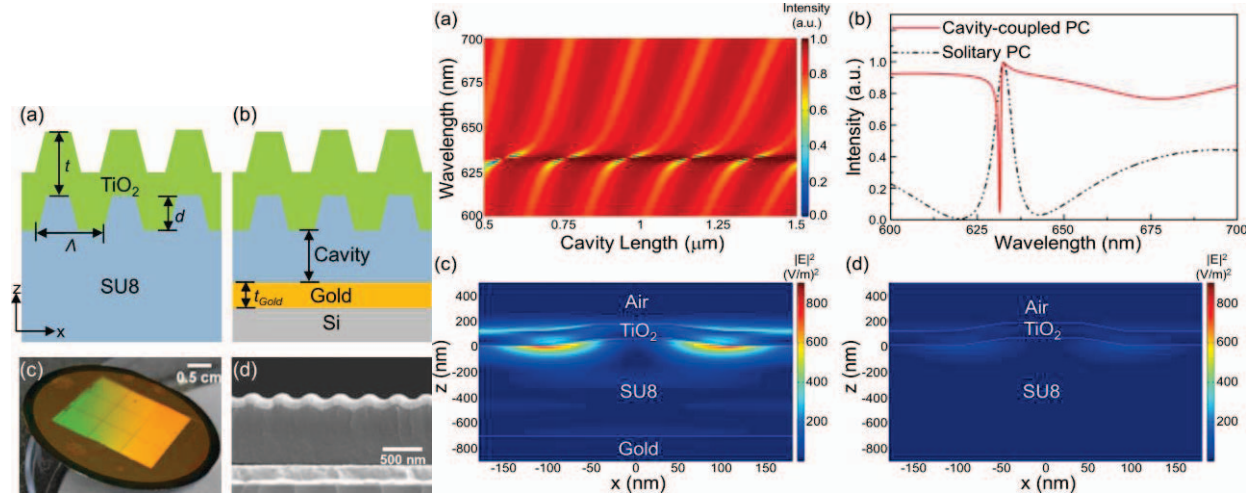 (a)
t
TiO₂
d
Λ
SU8
z
x
(b)
Cavity
t_Gold
Gold
Si
(c)
0.5 cm
(d)
500 nm
(a)
Intensity
(a.u.)
Wavelength (nm)
700
675
650
625
600
0.5
0.75
1
1.25
1.5
Cavity Length (μm)
1.0
0.8
0.6
0.4
0.2
0.0
(b)
Cavity-coupled PC
Solitary PC
Intensity (a.u.)
1.0
0.8
0.6
0.4
0.2
0.0
600
625
650
675
700
Wavelength (nm)
(c)
|E|²
(V/m)²
Air
TiO₂
SU8
Gold
z (nm)
400
200
0
-200
-400
-600
-800
-150
-100
-50
0
50
100
150
x (nm)
800
600
400
200
(d)
|E|²
(V/m)²
Air
TiO₂
SU8
z (nm)
400
200
0
-200
-400
-600
-800
-150
-100
-50
0
50
100
150
x (nm)
800
600
400
200